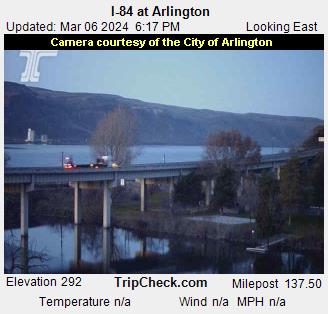 I-84 at Arlington
Updated: Mar 06 2024 6:17 PM Looking East
Camera courtesy of the City of Arlington
Elevation 292 TripCheck.com Milepost 137.50
Temperature n/a Wind n/a MPH n/a